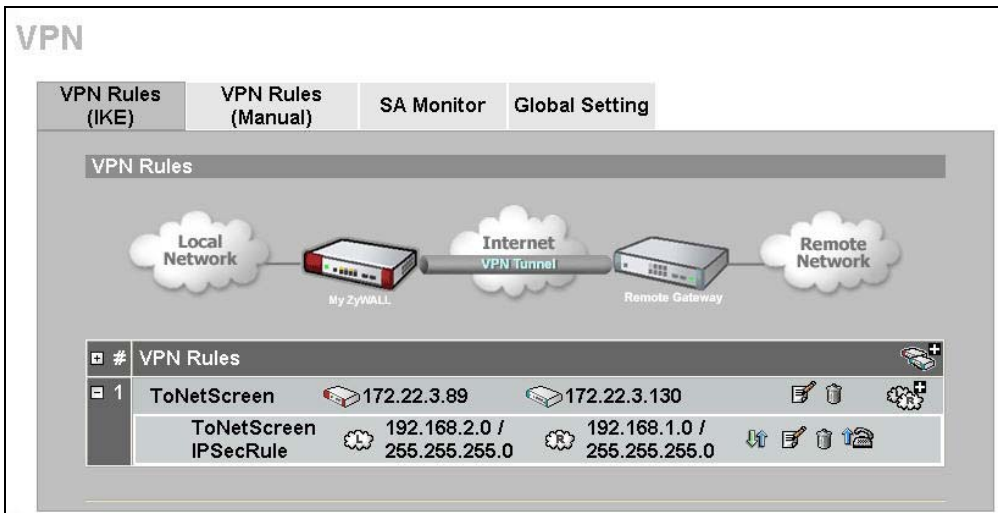 VPN
VPN Rules
(IKE)
VPN Rules
(Manual)
SA Monitor
Global Setting
VPN Rules
Local
Network
Internet
VPN Tunnel
Remote
Network
My ZyWALL
Remote Gateway
# VPN Rules
1 ToNetScreen 172.22.3.89 172.22.3.130
R
ToNetScreen
IPSecRule
L
192.168.2.0 /
255.255.255.0
R
192.168.1.0 /
255.255.255.0